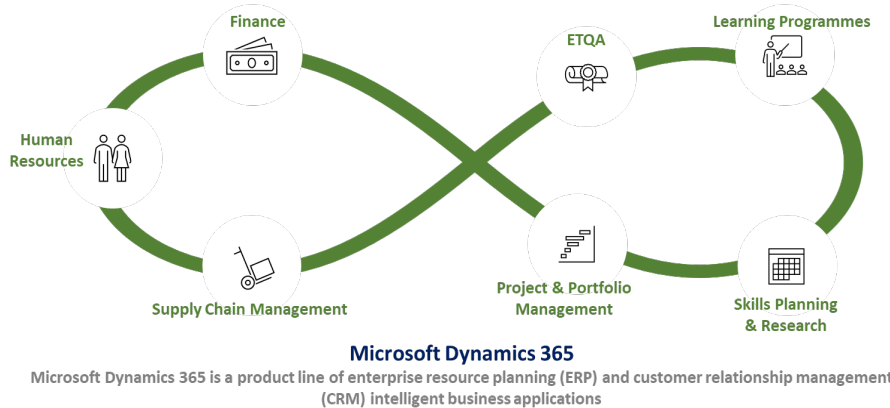 Finance
ETQA
Learning Programmes
Human
Resources
Supply Chain Management
Project & Portfolio
Management
Skills Planning
& Research
Microsoft Dynamics 365
Microsoft Dynamics 365 is a product line of enterprise resource planning (ERP) and customer relationship management
(CRM) intelligent business applications